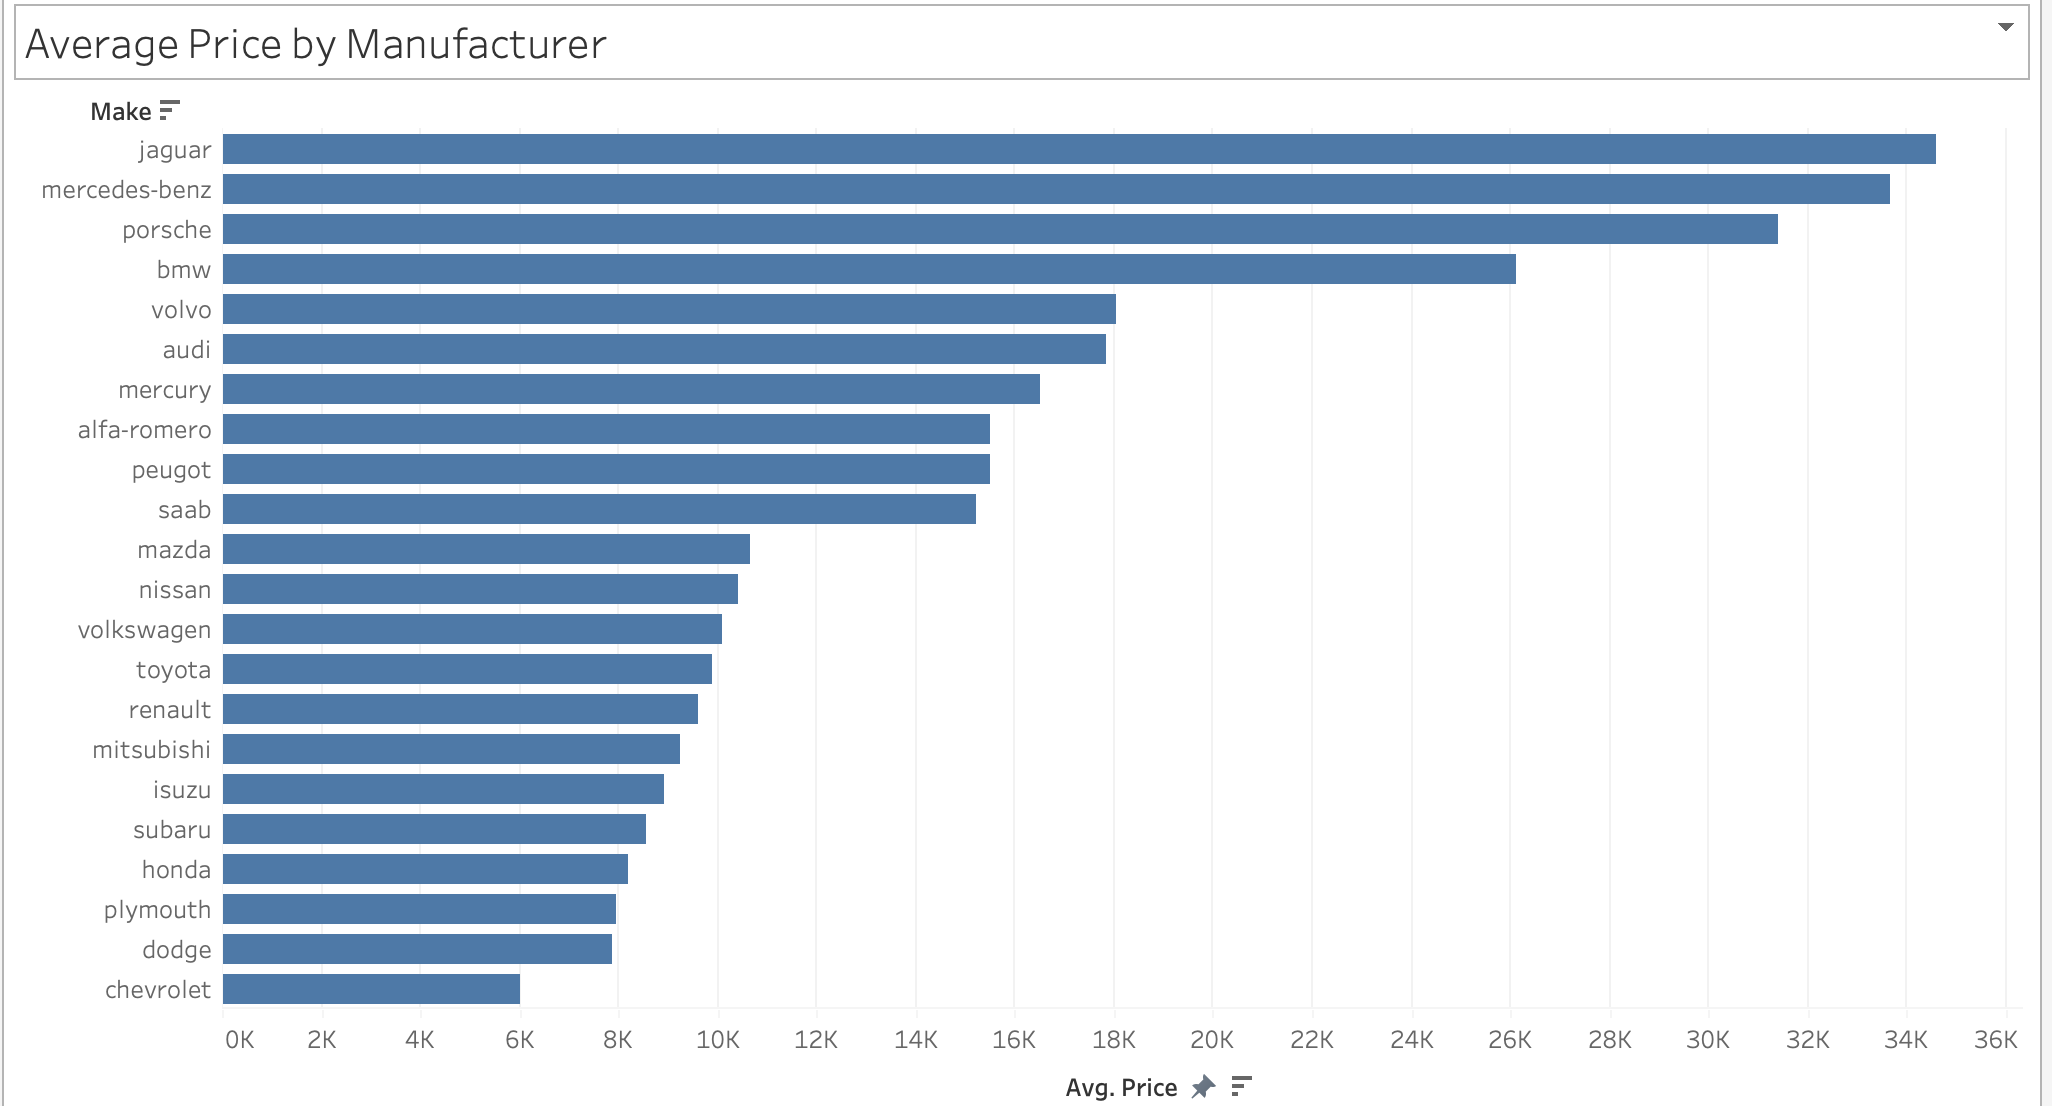 Average Price by Manufacturer
Make
jaguar
mercedes-benz
porsche
bmw
volvo
audi
mercury
alfa-romero
peugot
saab
mazda
nissan
volkswagen
toyota
renault
mitsubishi
isuzu
subaru
honda
plymouth
dodge
chevrolet
0K 2K 4K 6K 8K 10K 12K 14K 16K 18K 20K 22K 24K 26K 28K 30K 32K 34K 36K
Avg. Price